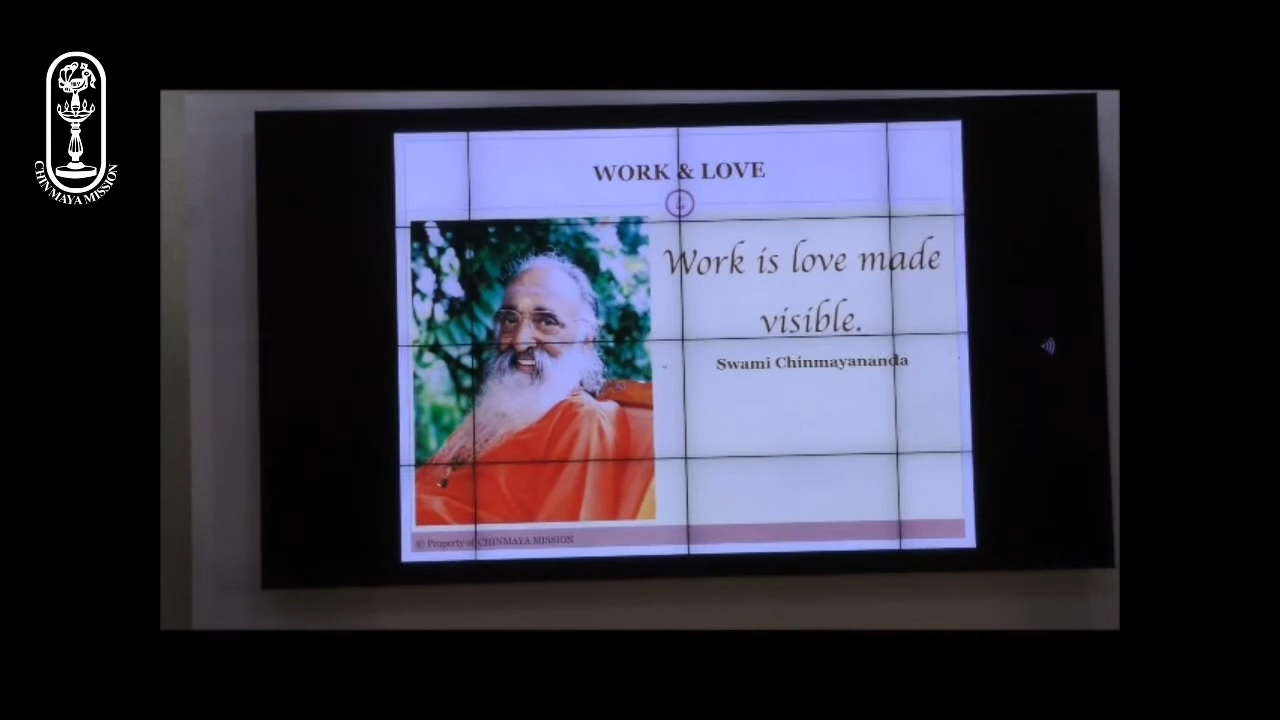 CHINMAYA MISSION
WORK & LOVE
Work is love made
visible.
Swami Chinmayananda
© Property of CHINMAYA MISSION